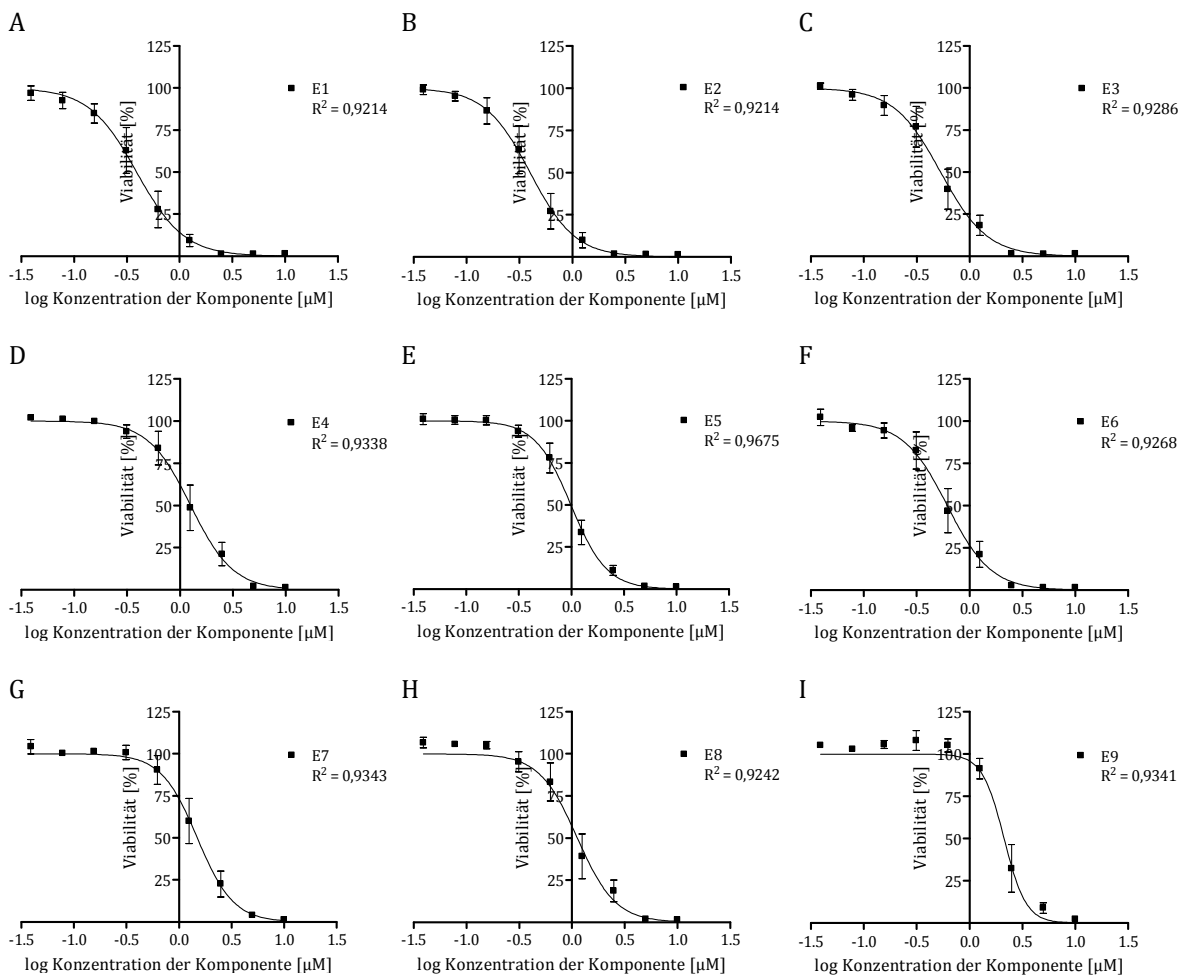 A
125
100
75
50
25
Viabilität [%]
E1
R² = 0,9214
-1.5 -1.0 -0.5 0.0 0.5 1.0 1.5
log Konzentration der Komponente [µM]
B
125
100
75
50
25
Viabilität [%]
E2
R² = 0,9214
-1.5 -1.0 -0.5 0.0 0.5 1.0 1.5
log Konzentration der Komponente [µM]
C
125
100
75
50
25
Viabilität [%]
E3
R² = 0,9286
-1.5 -1.0 -0.5 0.0 0.5 1.0 1.5
log Konzentration der Komponente [µM]
D
125
100
75
50
25
Viabilität [%]
E4
R² = 0,9338
-1.5 -1.0 -0.5 0.0 0.5 1.0 1.5
log Konzentration der Komponente [µM]
E
125
100
75
50
25
Viabilität [%]
E5
R² = 0,9675
-1.5 -1.0 -0.5 0.0 0.5 1.0 1.5
log Konzentration der Komponente [µM]
F
125
100
75
50
25
Viabilität [%]
E6
R² = 0,9268
-1.5 -1.0 -0.5 0.0 0.5 1.0 1.5
log Konzentration der Komponente [µM]
G
125
100
75
50
25
Viabilität [%]
E7
R² = 0,9343
-1.5 -1.0 -0.5 0.0 0.5 1.0 1.5
log Konzentration der Komponente [µM]
H
125
100
75
50
25
Viabilität [%]
E8
R² = 0,9242
-1.5 -1.0 -0.5 0.0 0.5 1.0 1.5
log Konzentration der Komponente [µM]
I
125
100
75
50
25
Viabilität [%]
E9
R² = 0,9341
-1.5 -1.0 -0.5 0.0 0.5 1.0 1.5
log Konzentration der Komponente [µM]